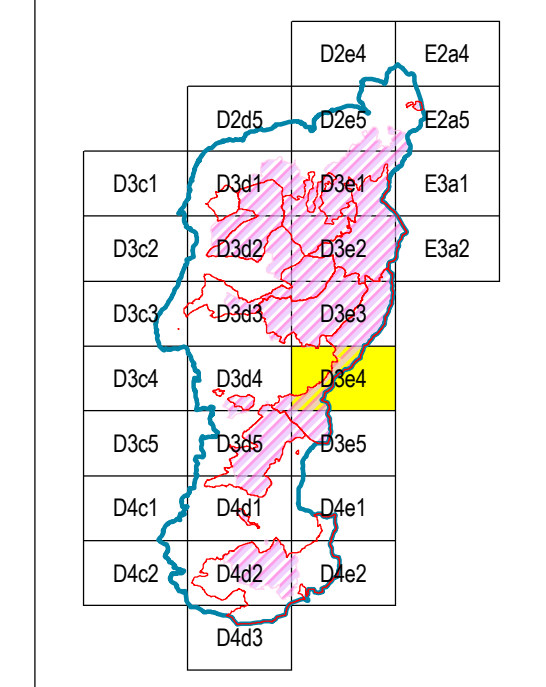 D2e4 E2a4
D2d5 D2e5 E2a5
D3c1 D3d1 D3e1 E3a1
D3c2 D3d2 D3e2 E3a2
D3c3 D3d3 D3e3
D3c4 D3d4 D3e4
D3c5 D3d5 D3e5
D4c1 D4d1 D4e1
D4c2 D4d2 D4e2
D4d3